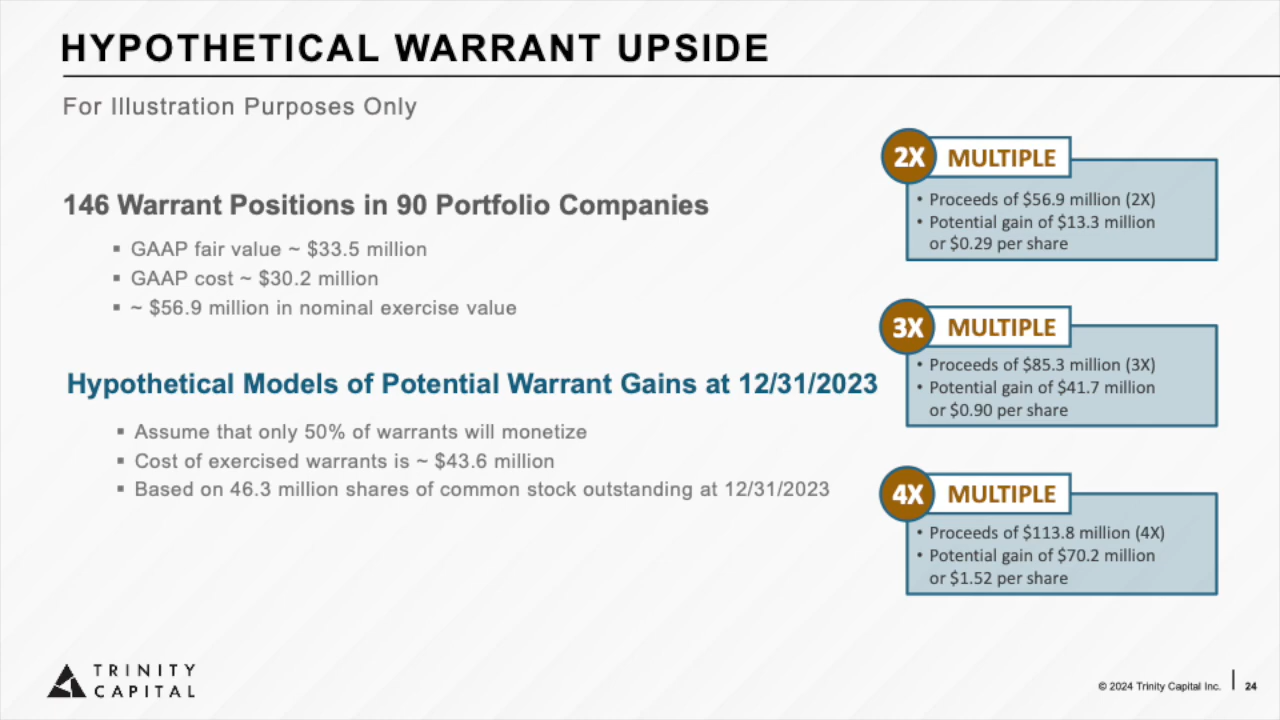 HYPOTHETICAL WARRANT UPSIDE
For Illustration Purposes Only
146 Warrant Positions in 90 Portfolio Companies
▪ GAAP fair value ~ $33.5 million
▪ GAAP cost ~ $30.2 million
▪ ~ $56.9 million in nominal exercise value
Hypothetical Models of Potential Warrant Gains at 12/31/2023
▪ Assume that only 50% of warrants will monetize
▪ Cost of exercised warrants is ~ $43.6 million
▪ Based on 46.3 million shares of common stock outstanding at 12/31/2023
2X MULTIPLE
• Proceeds of $56.9 million (2X)
• Potential gain of $13.3 million
or $0.29 per share
3X MULTIPLE
• Proceeds of $85.3 million (3X)
• Potential gain of $41.7 million
or $0.90 per share
4X MULTIPLE
• Proceeds of $113.8 million (4X)
• Potential gain of $70.2 million
or $1.52 per share
TRINITY
CAPITAL
© 2024 Trinity Capital Inc. 24